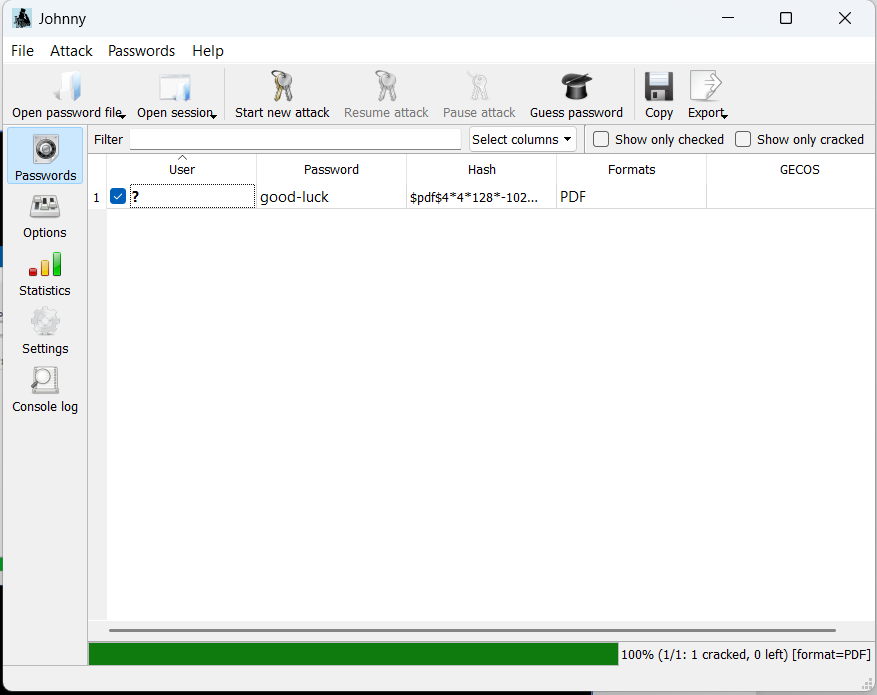 Johnny
File Attack Passwords Help
Open password file Open session Start new attack Resume attack Pause attack Guess password Copy Export
Filter Select columns Show only checked Show only cracked
User Password Hash Formats GECOS
1 ? good-luck $pdf$4*4*128*-102... PDF
Passwords
Options
Statistics
Settings
Console log
100% (1/1: 1 cracked, 0 left) [format=PDF]